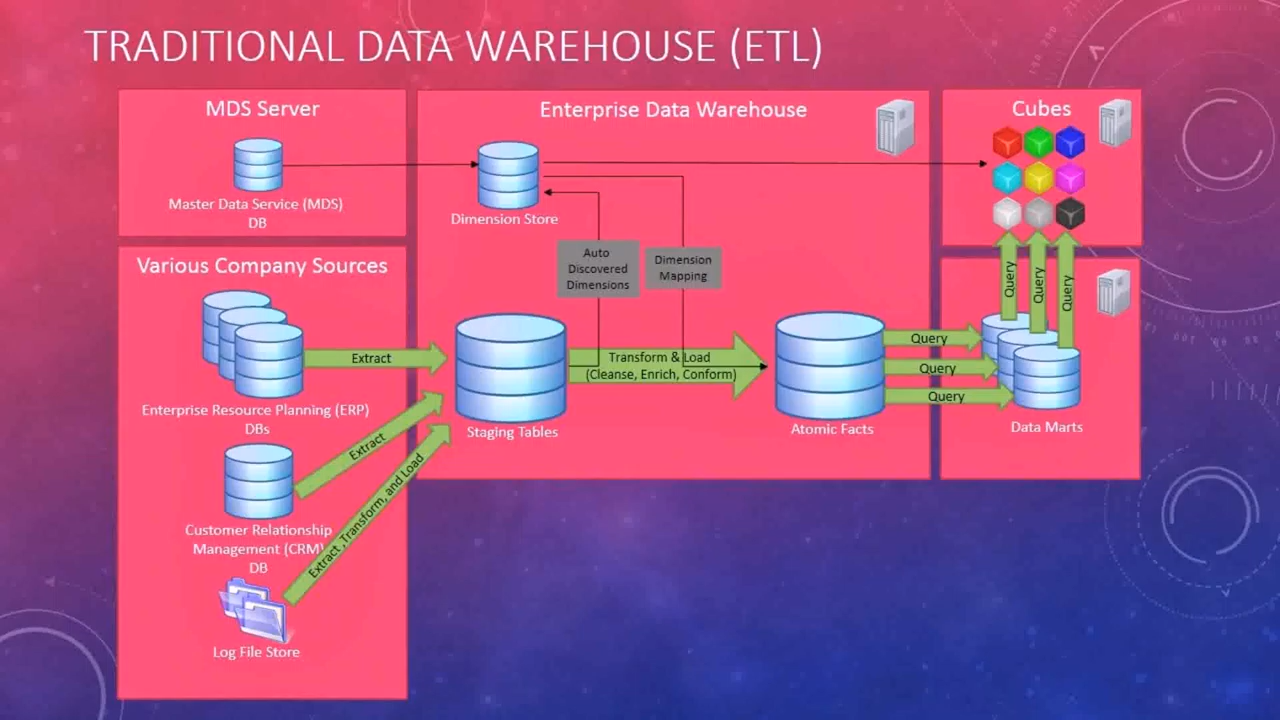 TRADITIONAL DATA WAREHOUSE (ETL)
MDS Server
Master Data Service (MDS)
DB
Various Company Sources
Enterprise Resource Planning (ERP)
DBs
Customer Relationship
Management (CRM)
DB
Log File Store
Extract
Extract
Extract ,Transform, and Load
Enterprise Data Warehouse
Dimension Store
Auto
Discovered
Dimensions
Dimension
Mapping
Staging Tables
Transform & Load
(Cleanse, Enrich, Conform)
Atomic Facts
Query
Query
Query
Cubes
Query
Query
Query
Data Marts